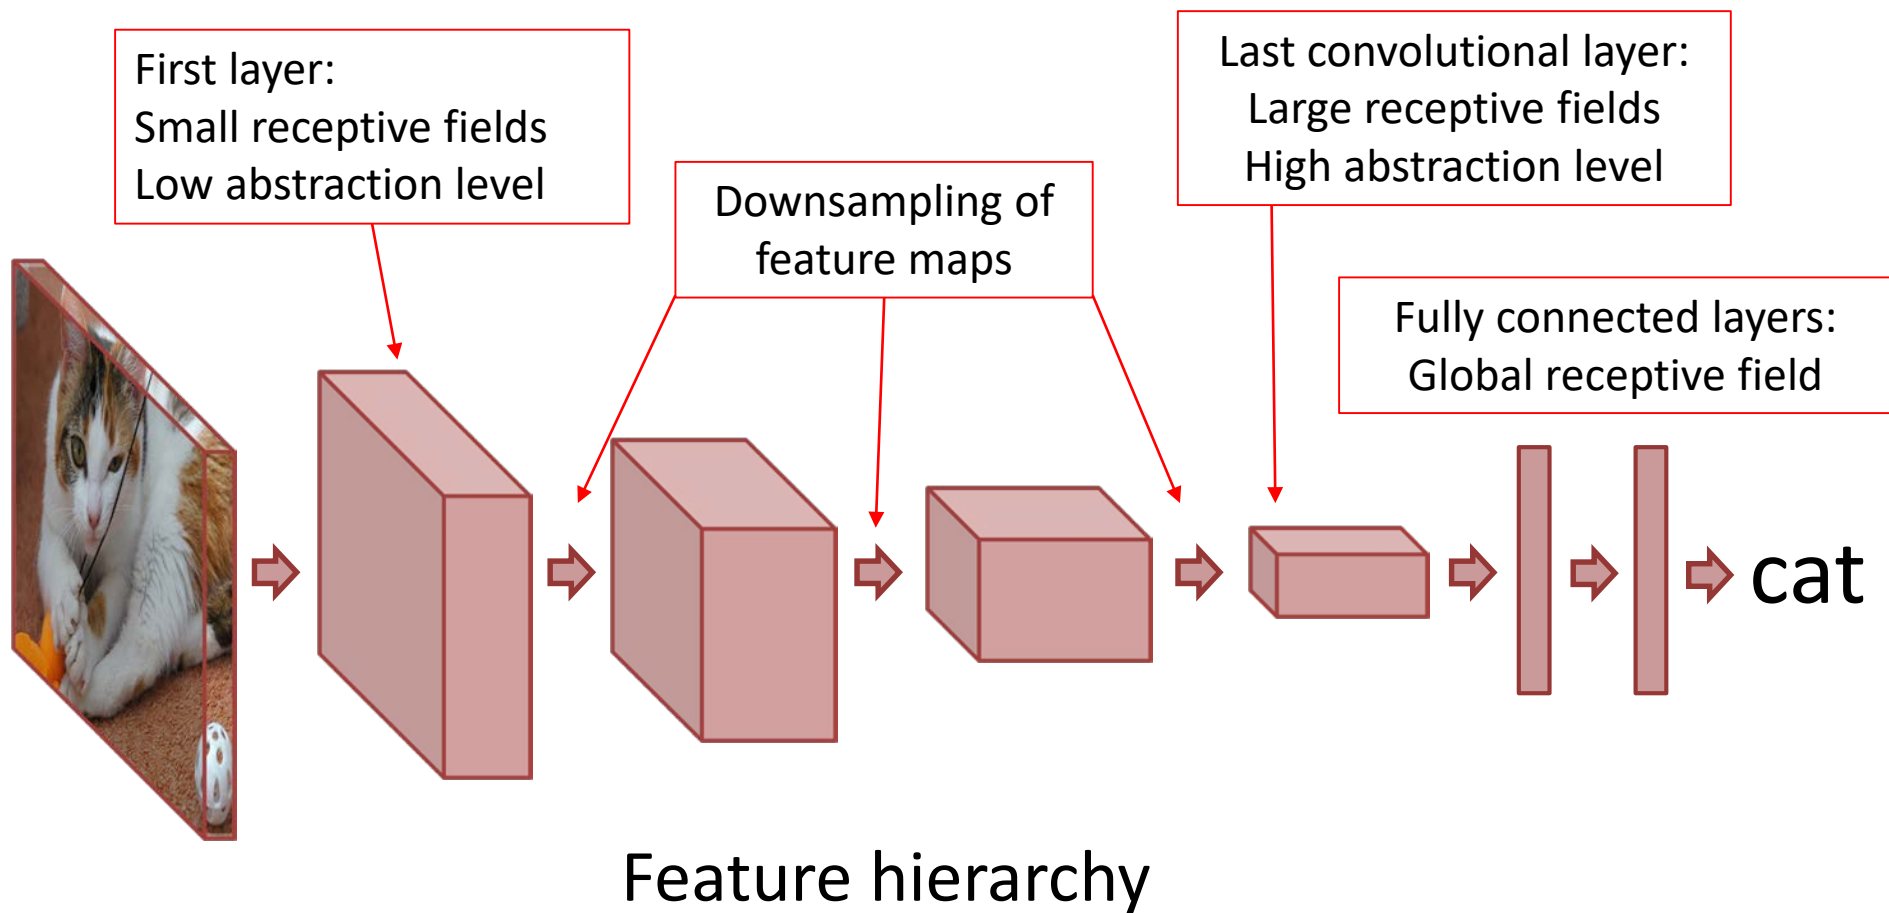 First layer:
Small receptive fields
Low abstraction level
Downsampling of
feature maps
Last convolutional layer:
Large receptive fields
High abstraction level
Fully connected layers:
Global receptive field
cat
Feature hierarchy